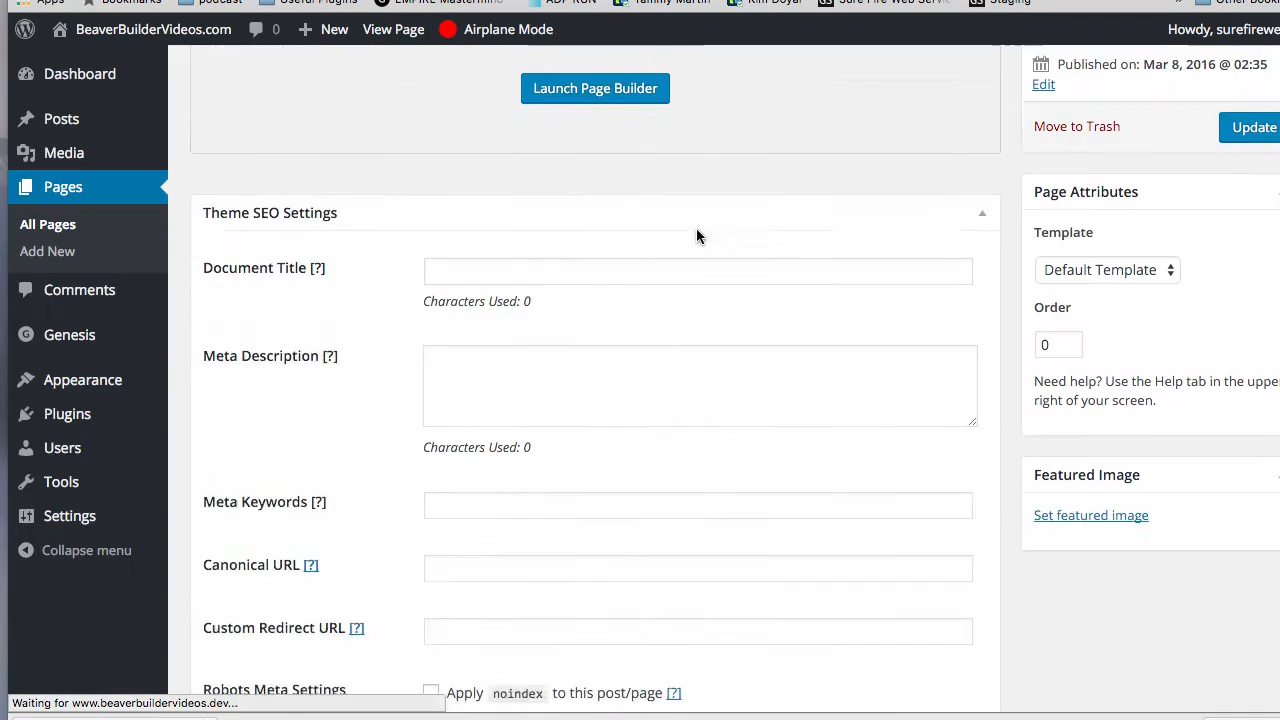 Apps Bookmarks podcast Useful Plugins EMPIRE Mastermind ADP RUN Tammy Martin Kim Doyal Sure Fire Web Servi Staging » Other Boo
BeaverBuilderVideos.com 0 + New View Page Airplane Mode Howdy, surefirewe
Dashboard
Posts
Media
Pages
All Pages
Add New
Comments
Genesis
Appearance
Plugins
Users
Tools
Settings
Collapse menu
Launch Page Builder
Theme SEO Settings
Document Title [?]
Characters Used: 0
Meta Description [?]
Characters Used: 0
Meta Keywords [?]
Canonical URL [?]
Custom Redirect URL [?]
Robots Meta Settings
Apply noindex to this post/page [?]
Published on: Mar 8, 2016 @ 02:35
Edit
Move to Trash
Update
Page Attributes
Template
Default Template
Order
0
Need help? Use the Help tab in the upper
right of your screen.
Featured Image
Set featured image
Waiting for www.beaverbuildervideos.dev...